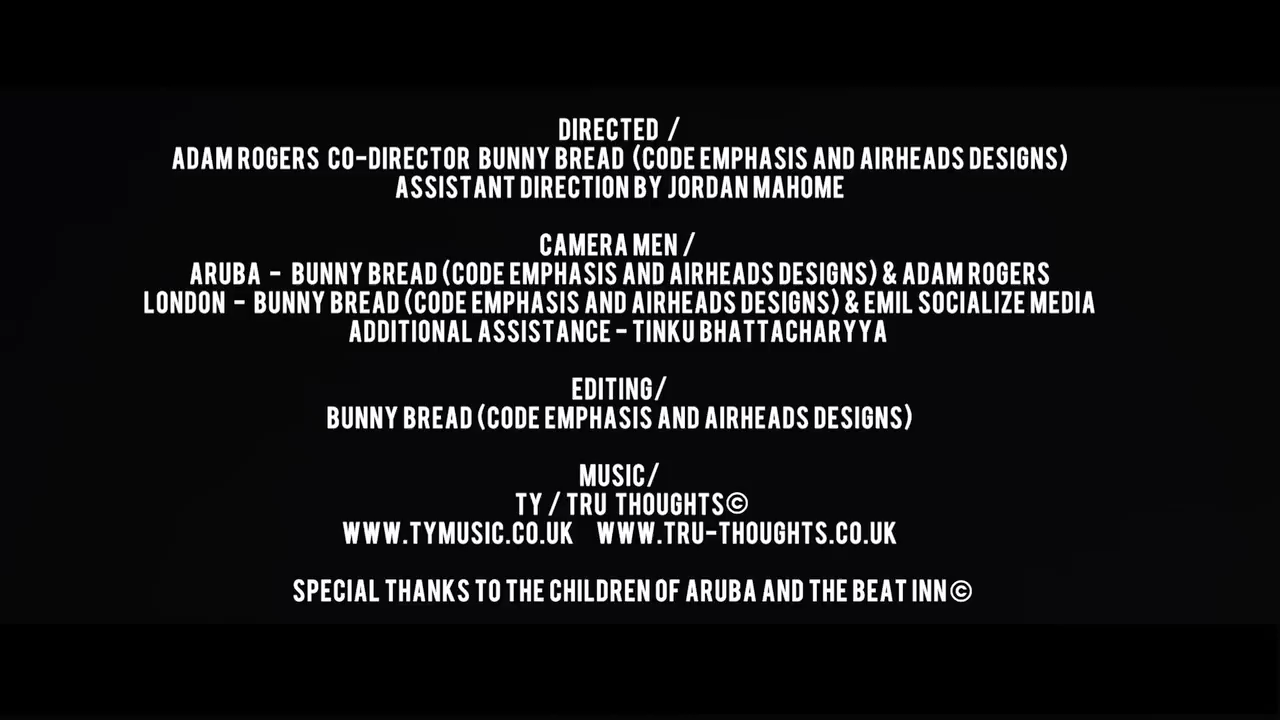 DIRECTED /
ADAM ROGERS CO-DIRECTOR BUNNY BREAD (CODE EMPHASIS AND AIRHEADS DESIGNS)
ASSISTANT DIRECTION BY JORDAN MAHOME
CAMERA MEN /
ARUBA - BUNNY BREAD (CODE EMPHASIS AND AIRHEADS DESIGNS) & ADAM ROGERS
LONDON - BUNNY BREAD (CODE EMPHASIS AND AIRHEADS DESIGNS) & EMIL SOCIALIZE MEDIA
ADDITIONAL ASSISTANCE - TINKU BHATTACHARYYA
EDITING/
BUNNY BREAD (CODE EMPHASIS AND AIRHEADS DESIGNS)
MUSIC/
TY / TRU THOUGHTS©
WWW.TYMUSIC.CO.UK WWW.TRU-THOUGHTS.CO.UK
SPECIAL THANKS TO THE CHILDREN OF ARUBA AND THE BEAT INN©